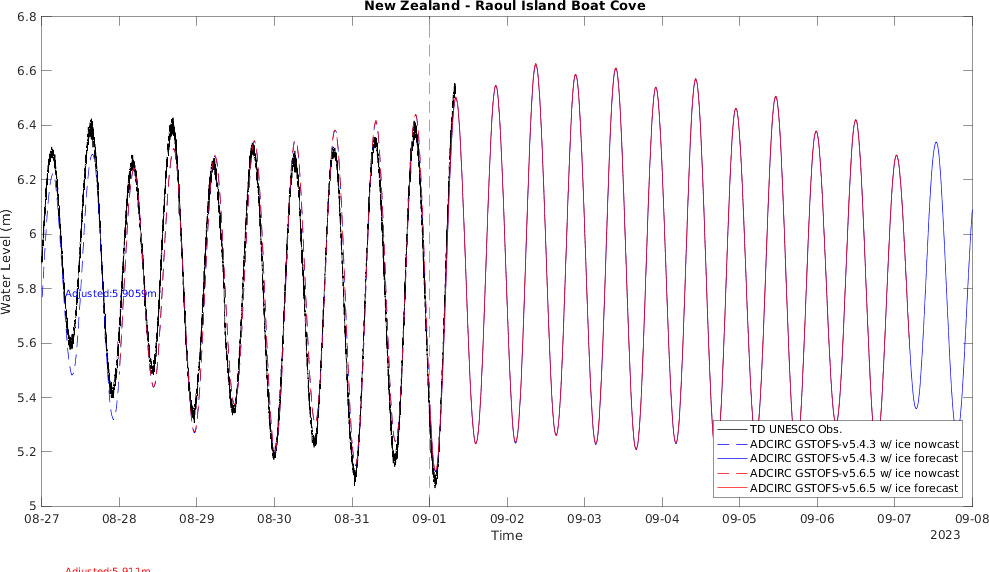 New Zealand - Raoul Island Boat Cove
6.8
6.6
6.4
6.2
6
5.8
5.6
5.4
5.2
5
Water Level (m)
Adjusted:5.9059m
TD UNESCO Obs.
ADCIRC GSTOFS-v5.4.3 w/ ice nowcast
ADCIRC GSTOFS-v5.4.3 w/ ice forecast
ADCIRC GSTOFS-v5.6.5 w/ ice nowcast
ADCIRC GSTOFS-v5.6.5 w/ ice forecast
08-27 08-28 08-29 08-30 08-31 09-01 09-02 09-03 09-04 09-05 09-06 09-07 09-08
Time
2023
Adjusted:5.911m